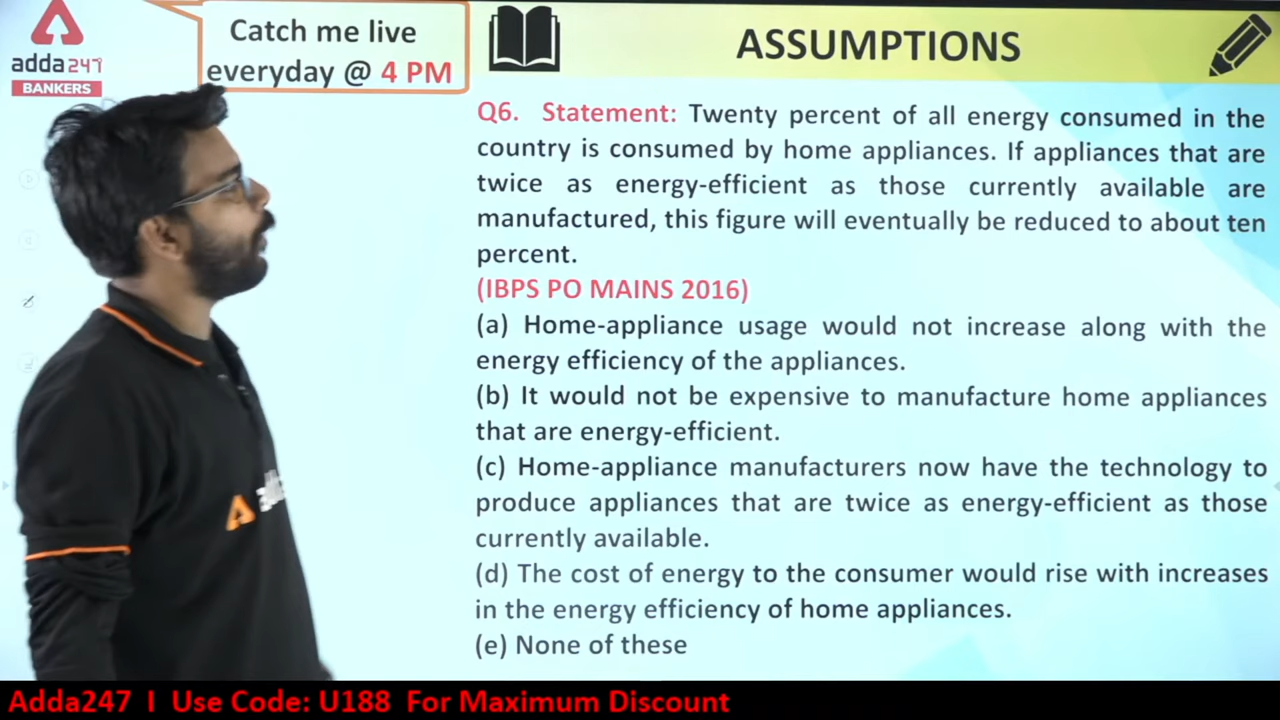 adda247
BANKERS
Catch me live
everyday @ 4 PM
ASSUMPTIONS
Q6. Statement: Twenty percent of all energy consumed in the
country is consumed by home appliances. If appliances that are
twice as energy-efficient as those currently available are
manufactured, this figure will eventually be reduced to about ten
percent.
(IBPS PO MAINS 2016)
(a) Home-appliance usage would not increase along with the
energy efficiency of the appliances.
(b) It would not be expensive to manufacture home appliances
that are energy-efficient.
(c) Home-appliance manufacturers now have the technology to
produce appliances that are twice as energy-efficient as those
currently available.
(d) The cost of energy to the consumer would rise with increases
in the energy efficiency of home appliances.
(e) None of these
Adda247 I Use Code: U188 For Maximum Discount